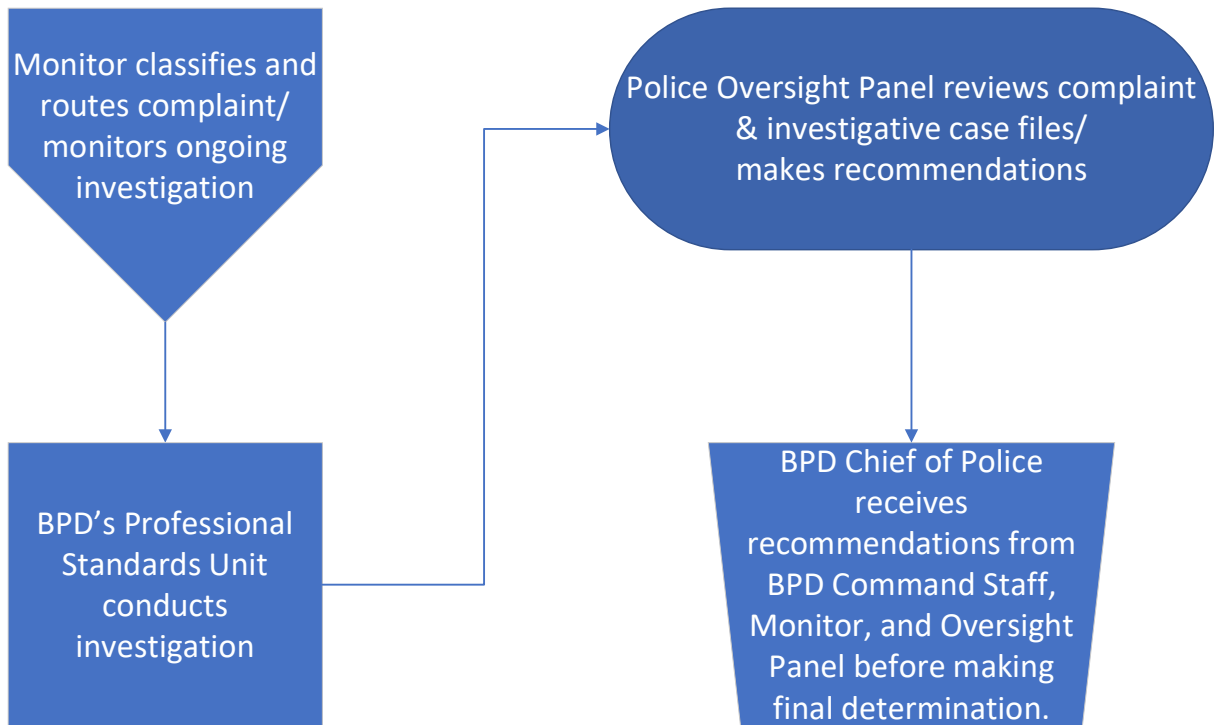 Monitor classifies and
routes complaint/
monitors ongoing
investigation
BPD’s Professional
Standards Unit
conducts
investigation
Police Oversight Panel reviews complaint
& investigative case files/
makes recommendations
BPD Chief of Police
receives
recommendations from
BPD Command Staff,
Monitor, and Oversight
Panel before making
final determination.